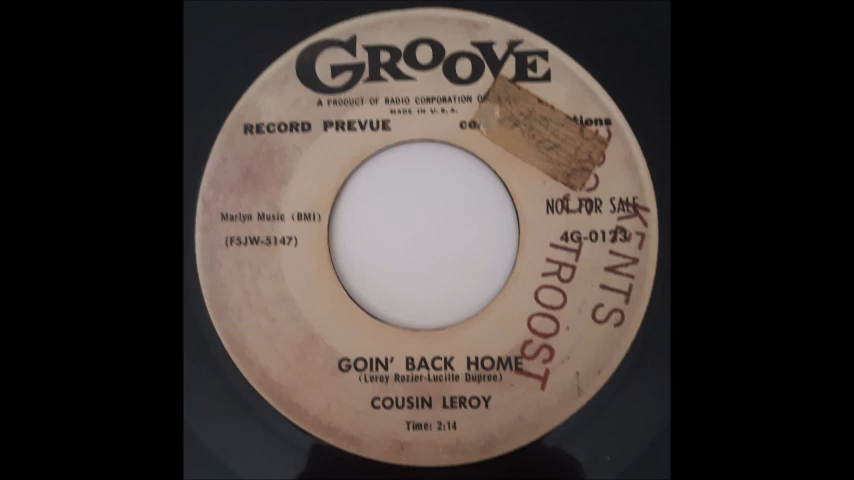 GROOVE
A PRODUCT OF RADIO CORPORATION
MADE IN U.S.A.
RECORD PREVUE
NOT FOR SALE
Marlyn Music (BMI)
4G-0123
(F5JW-5147)
KENTS
TROOST
GOIN' BACK HOME
(Leroy Rozier-Lucille Dupree)
COUSIN LEROY
Time: 2:14